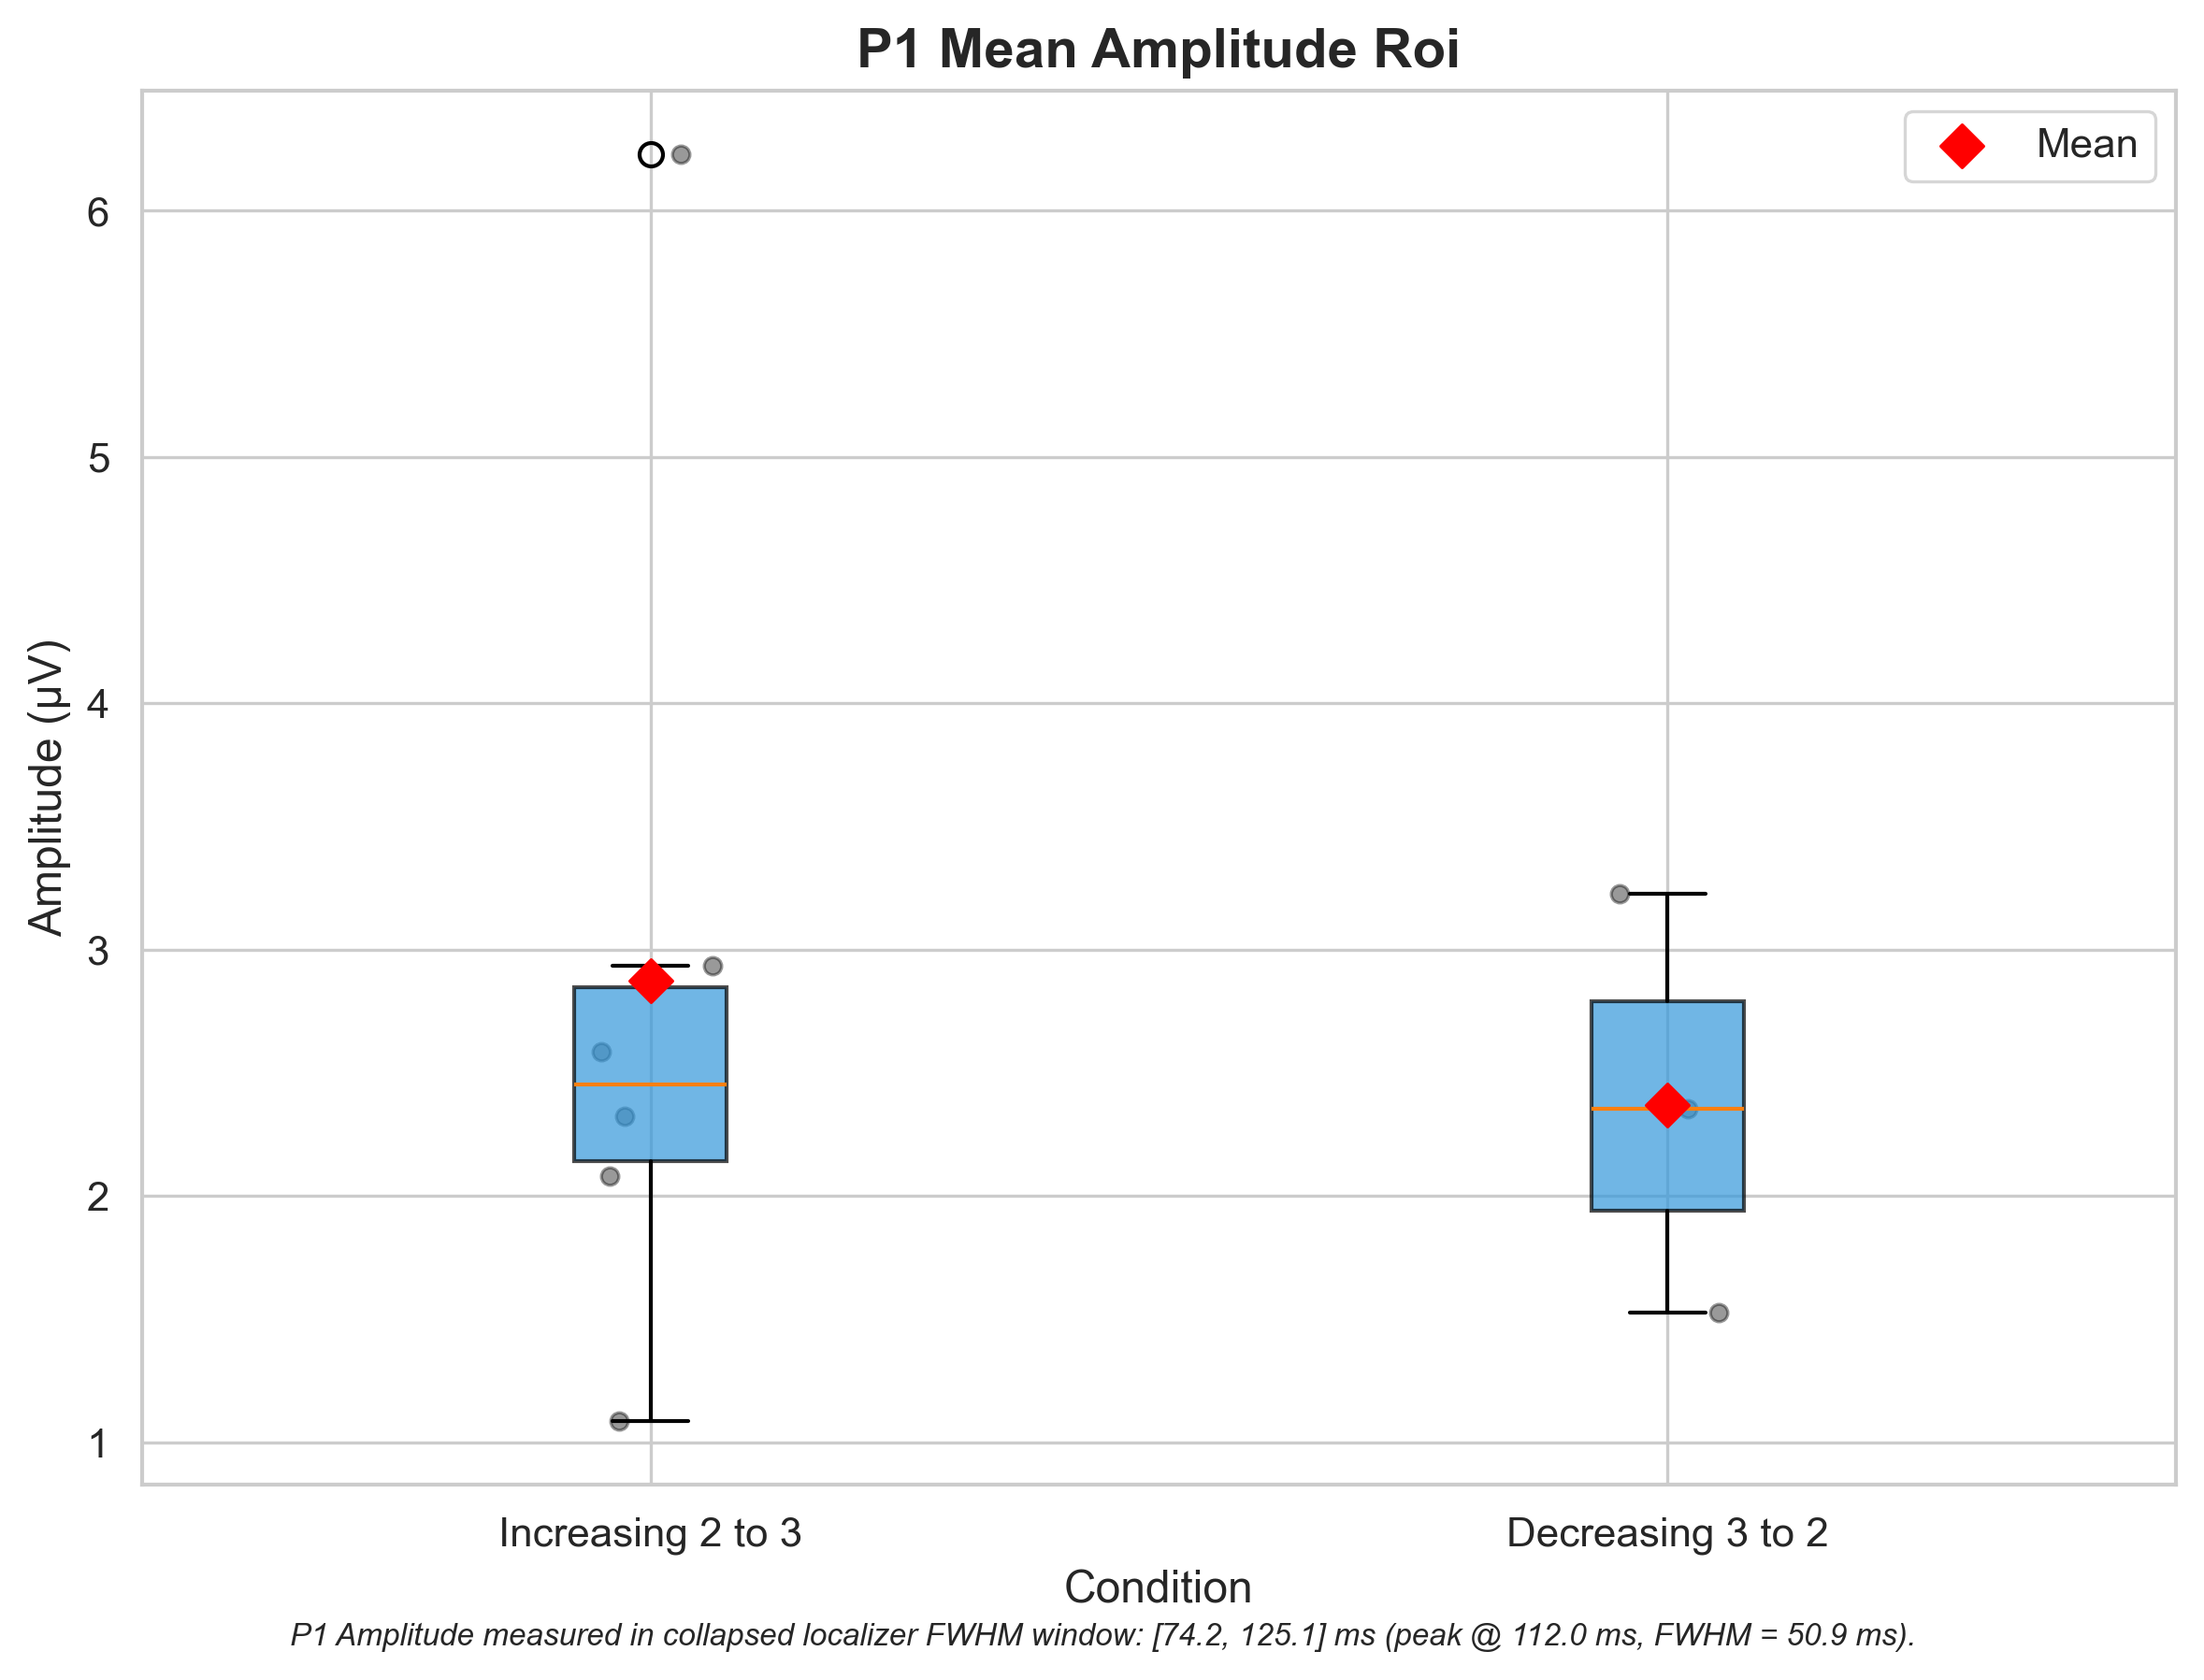 P1 Mean Amplitude Roi
Mean
6
5
4
3
2
1
Amplitude (µV)
Increasing 2 to 3
Decreasing 3 to 2
Condition
P1 Amplitude measured in collapsed localizer FWHM window: [74.2, 125.1] ms (peak @ 112.0 ms, FWHM = 50.9 ms).